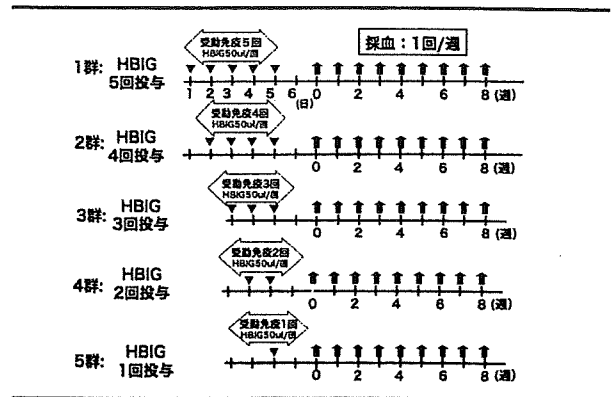 受動免疫5回
HBIG50ul/回
採血：1回/週
1群: HBIG
5回投与
1 2 3 4 5 6 (日) 0 2 4 6 8 (週)
受動免疫4回
HBIG50ul/回
2群: HBIG
4回投与
0 2 4 6 8 (週)
受動免疫3回
HBIG50ul/週
3群: HBIG
3回投与
0 2 4 6 8 (週)
受動免疫2回
HBIG50ul/週
4群: HBIG
2回投与
0 2 4 6 8 (週)
受動免疫1回
HBIG50ul/週
5群: HBIG
1回投与
0 2 4 6 8 (週)